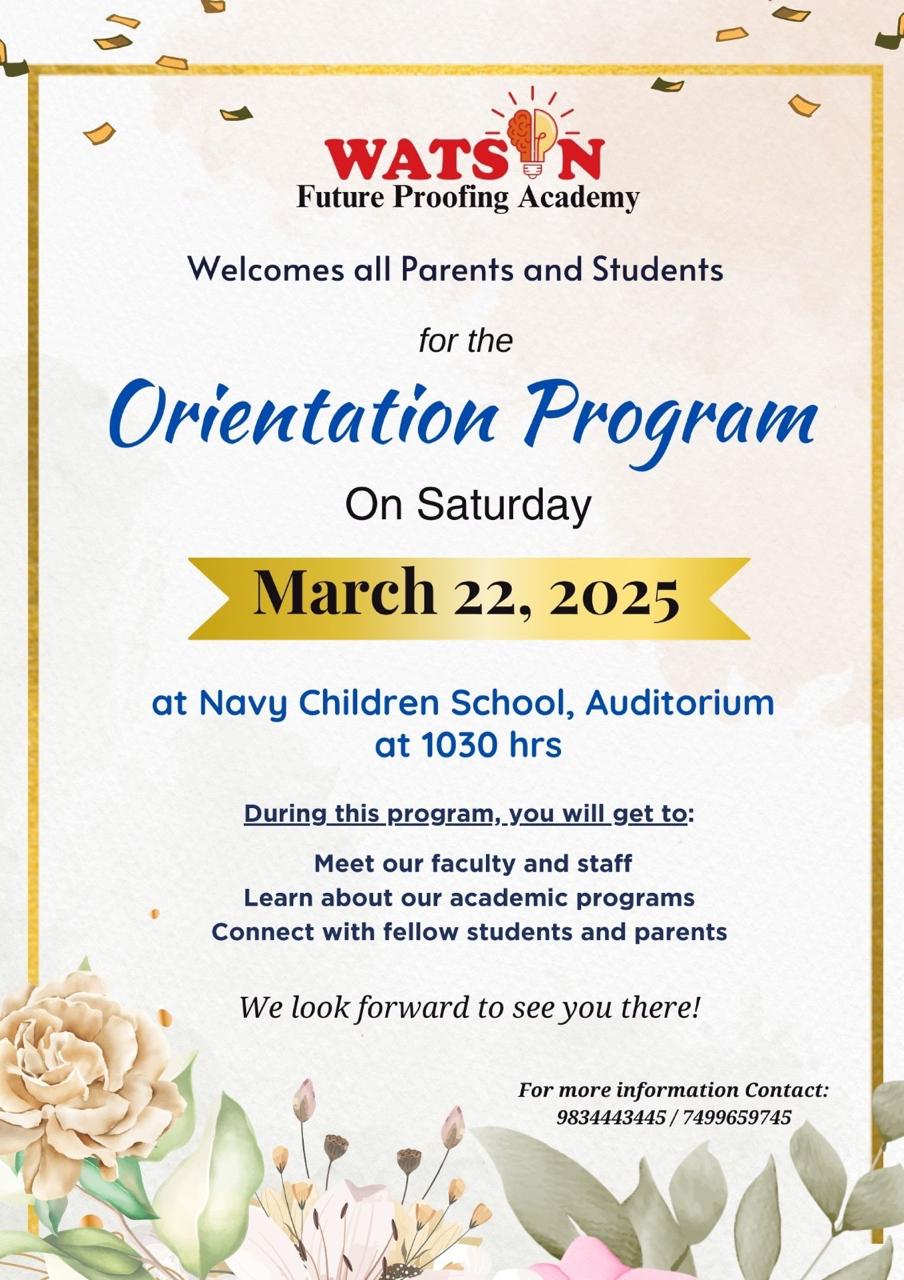 WATSON
Future Proofing Academy
Welcomes all Parents and Students
for the
Orientation Program
On Saturday
March 22, 2025
at Navy Children School, Auditorium
at 1030 hrs
During this program, you will get to:
Meet our faculty and staff
Learn about our academic programs
Connect with fellow students and parents
We look forward to see you there!
For more information Contact:
9834443445 / 7499659745